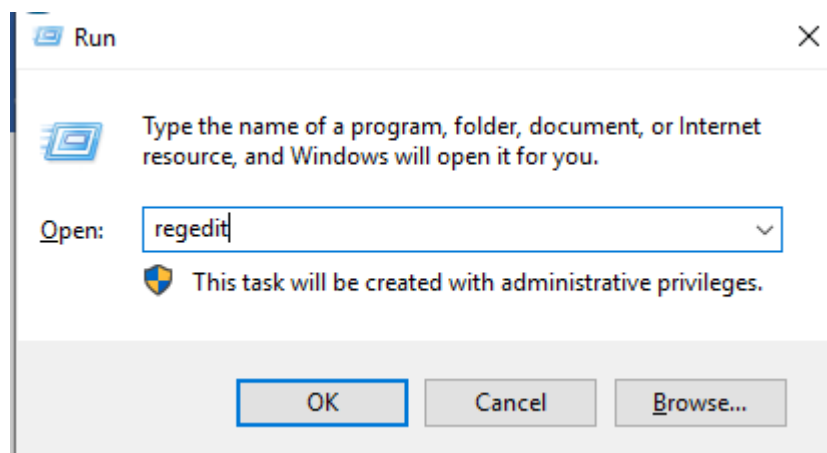 Run
Type the name of a program, folder, document, or Internet
resource, and Windows will open it for you.
Open: regedit
This task will be created with administrative privileges.
OK Cancel Browse...